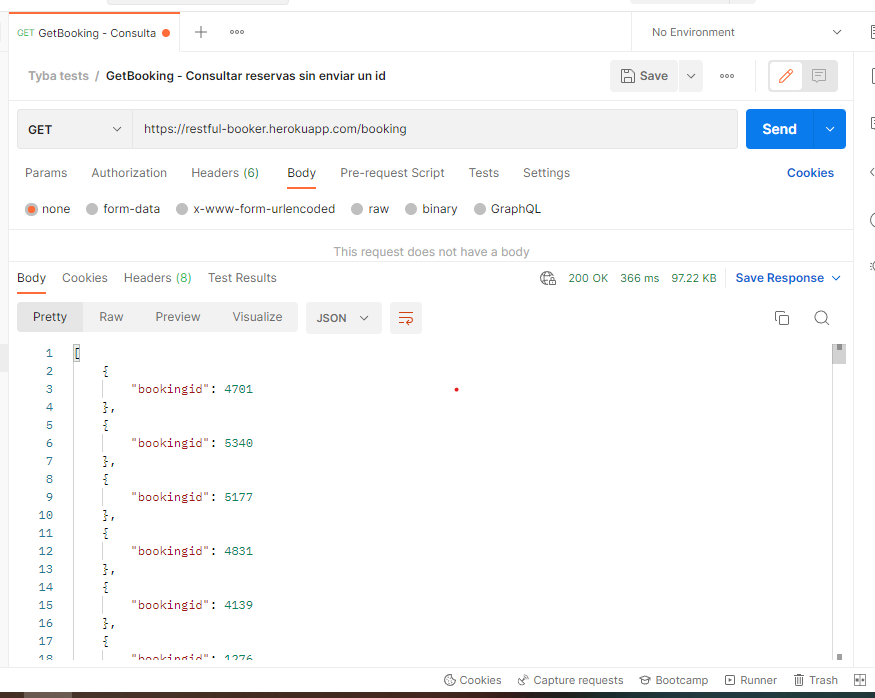 GET GetBooking - Consulta
No Environment
Tyba tests / GetBooking - Consultar reservas sin enviar un id
Save
GET
https://restful-booker.herokuapp.com/booking
Send
Params Authorization Headers (6) Body Pre-request Script Tests Settings Cookies
none form-data x-www-form-urlencoded raw binary GraphQL
This request does not have a body
Body Cookies Headers (8) Test Results 200 OK 366 ms 97.22 KB Save Response
Pretty Raw Preview Visualize JSON
1 [
2 {
3 "bookingid": 4701
4 },
5 {
6 "bookingid": 5340
7 },
8 {
9 "bookingid": 5177
10 },
11 {
12 "bookingid": 4831
13 },
14 {
15 "bookingid": 4139
16 },
17 {
18 "bookingid": 1276
Cookies Capture requests Bootcamp Runner Trash